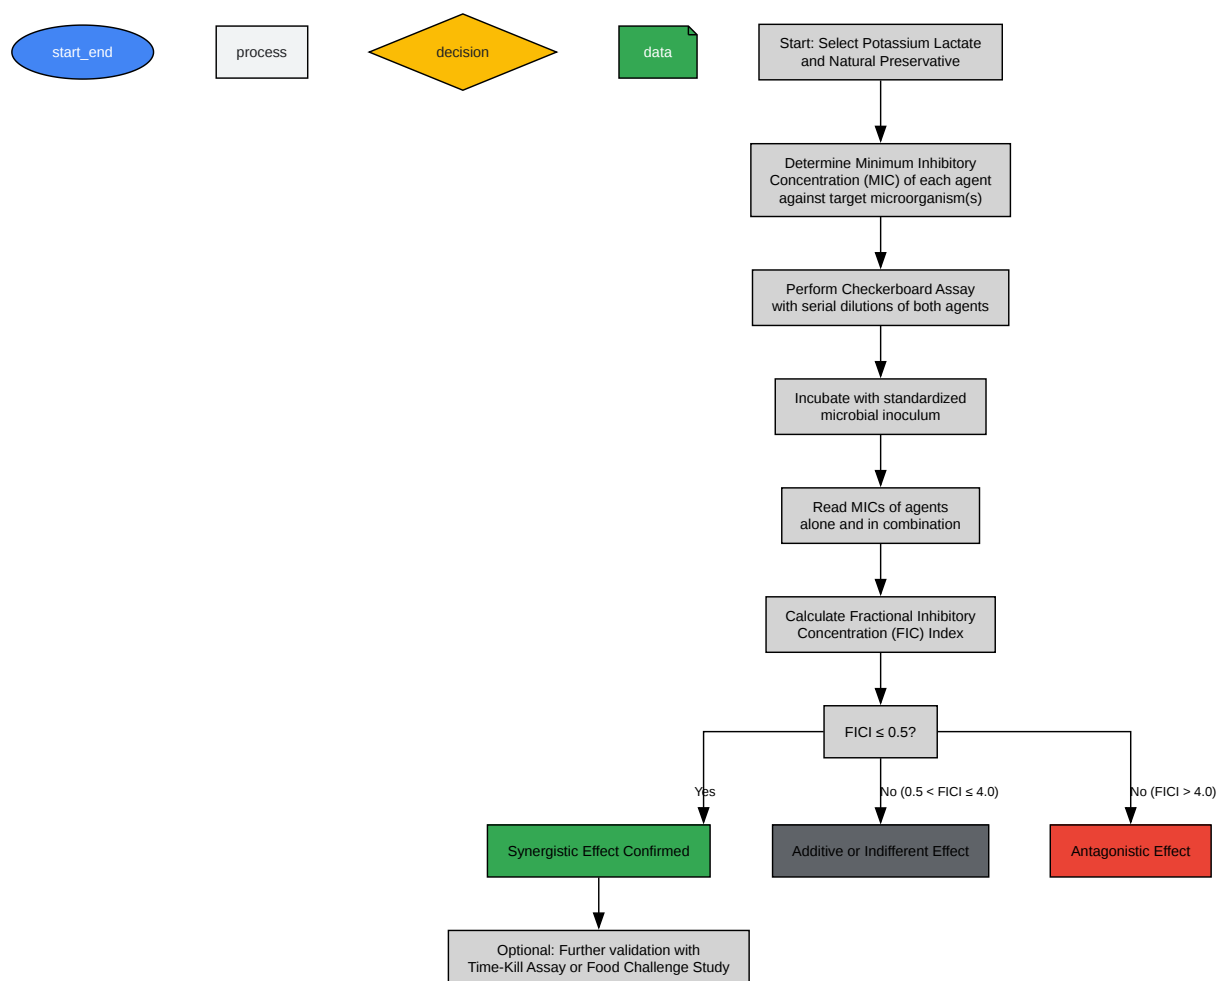 start_end
process
decision
data
Start: Select Potassium Lactate
and Natural Preservative
Determine Minimum Inhibitory
Concentration (MIC) of each agent
against target microorganism(s)
Perform Checkerboard Assay
with serial dilutions of both agents
Incubate with standardized
microbial inoculum
Read MICs of agents
alone and in combination
Calculate Fractional Inhibitory
Concentration (FIC) Index
FICI ≤ 0.5?
Yes
No (0.5 < FICI ≤ 4.0)
No (FICI > 4.0)
Synergistic Effect Confirmed
Additive or Indifferent Effect
Antagonistic Effect
Optional: Further validation with
Time-Kill Assay or Food Challenge Study